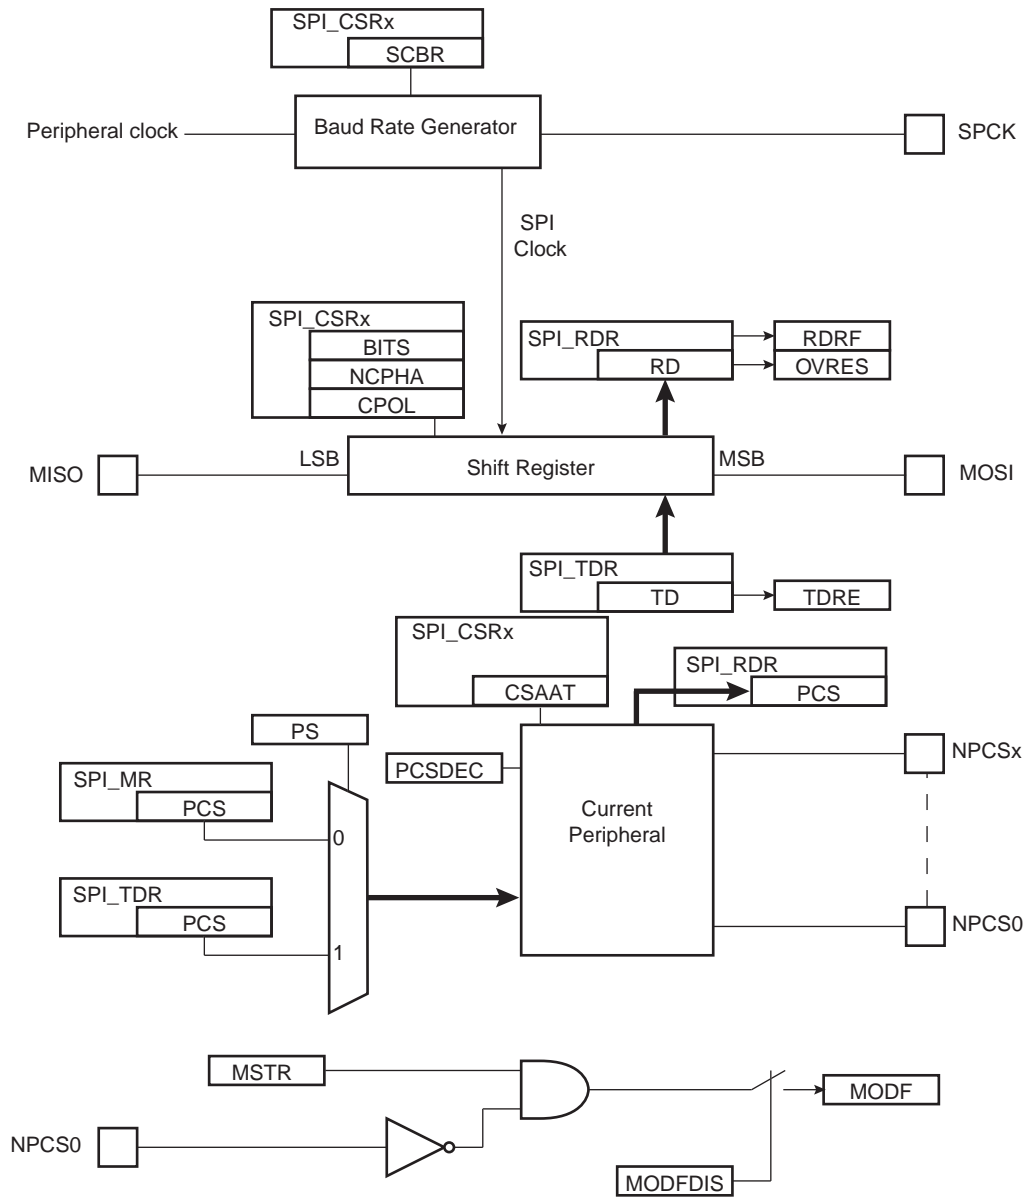 SPI_CSRx
SCBR
Peripheral clock
Baud Rate Generator
SPCK
SPI
Clock
SPI_CSRx
BITS
NCPHA
CPOL
SPI_RDR
RD
RDRF
OVRES
MISO
LSB
Shift Register
MSB
MOSI
SPI_TDR
TD
TDRE
SPI_CSRx
CSAAT
SPI_RDR
PCS
PS
PCSDEC
NPCSx
SPI_MR
PCS
0
Current
Peripheral
SPI_TDR
PCS
1
NPCS0
MSTR
MODF
NPCS0
MODFDIS